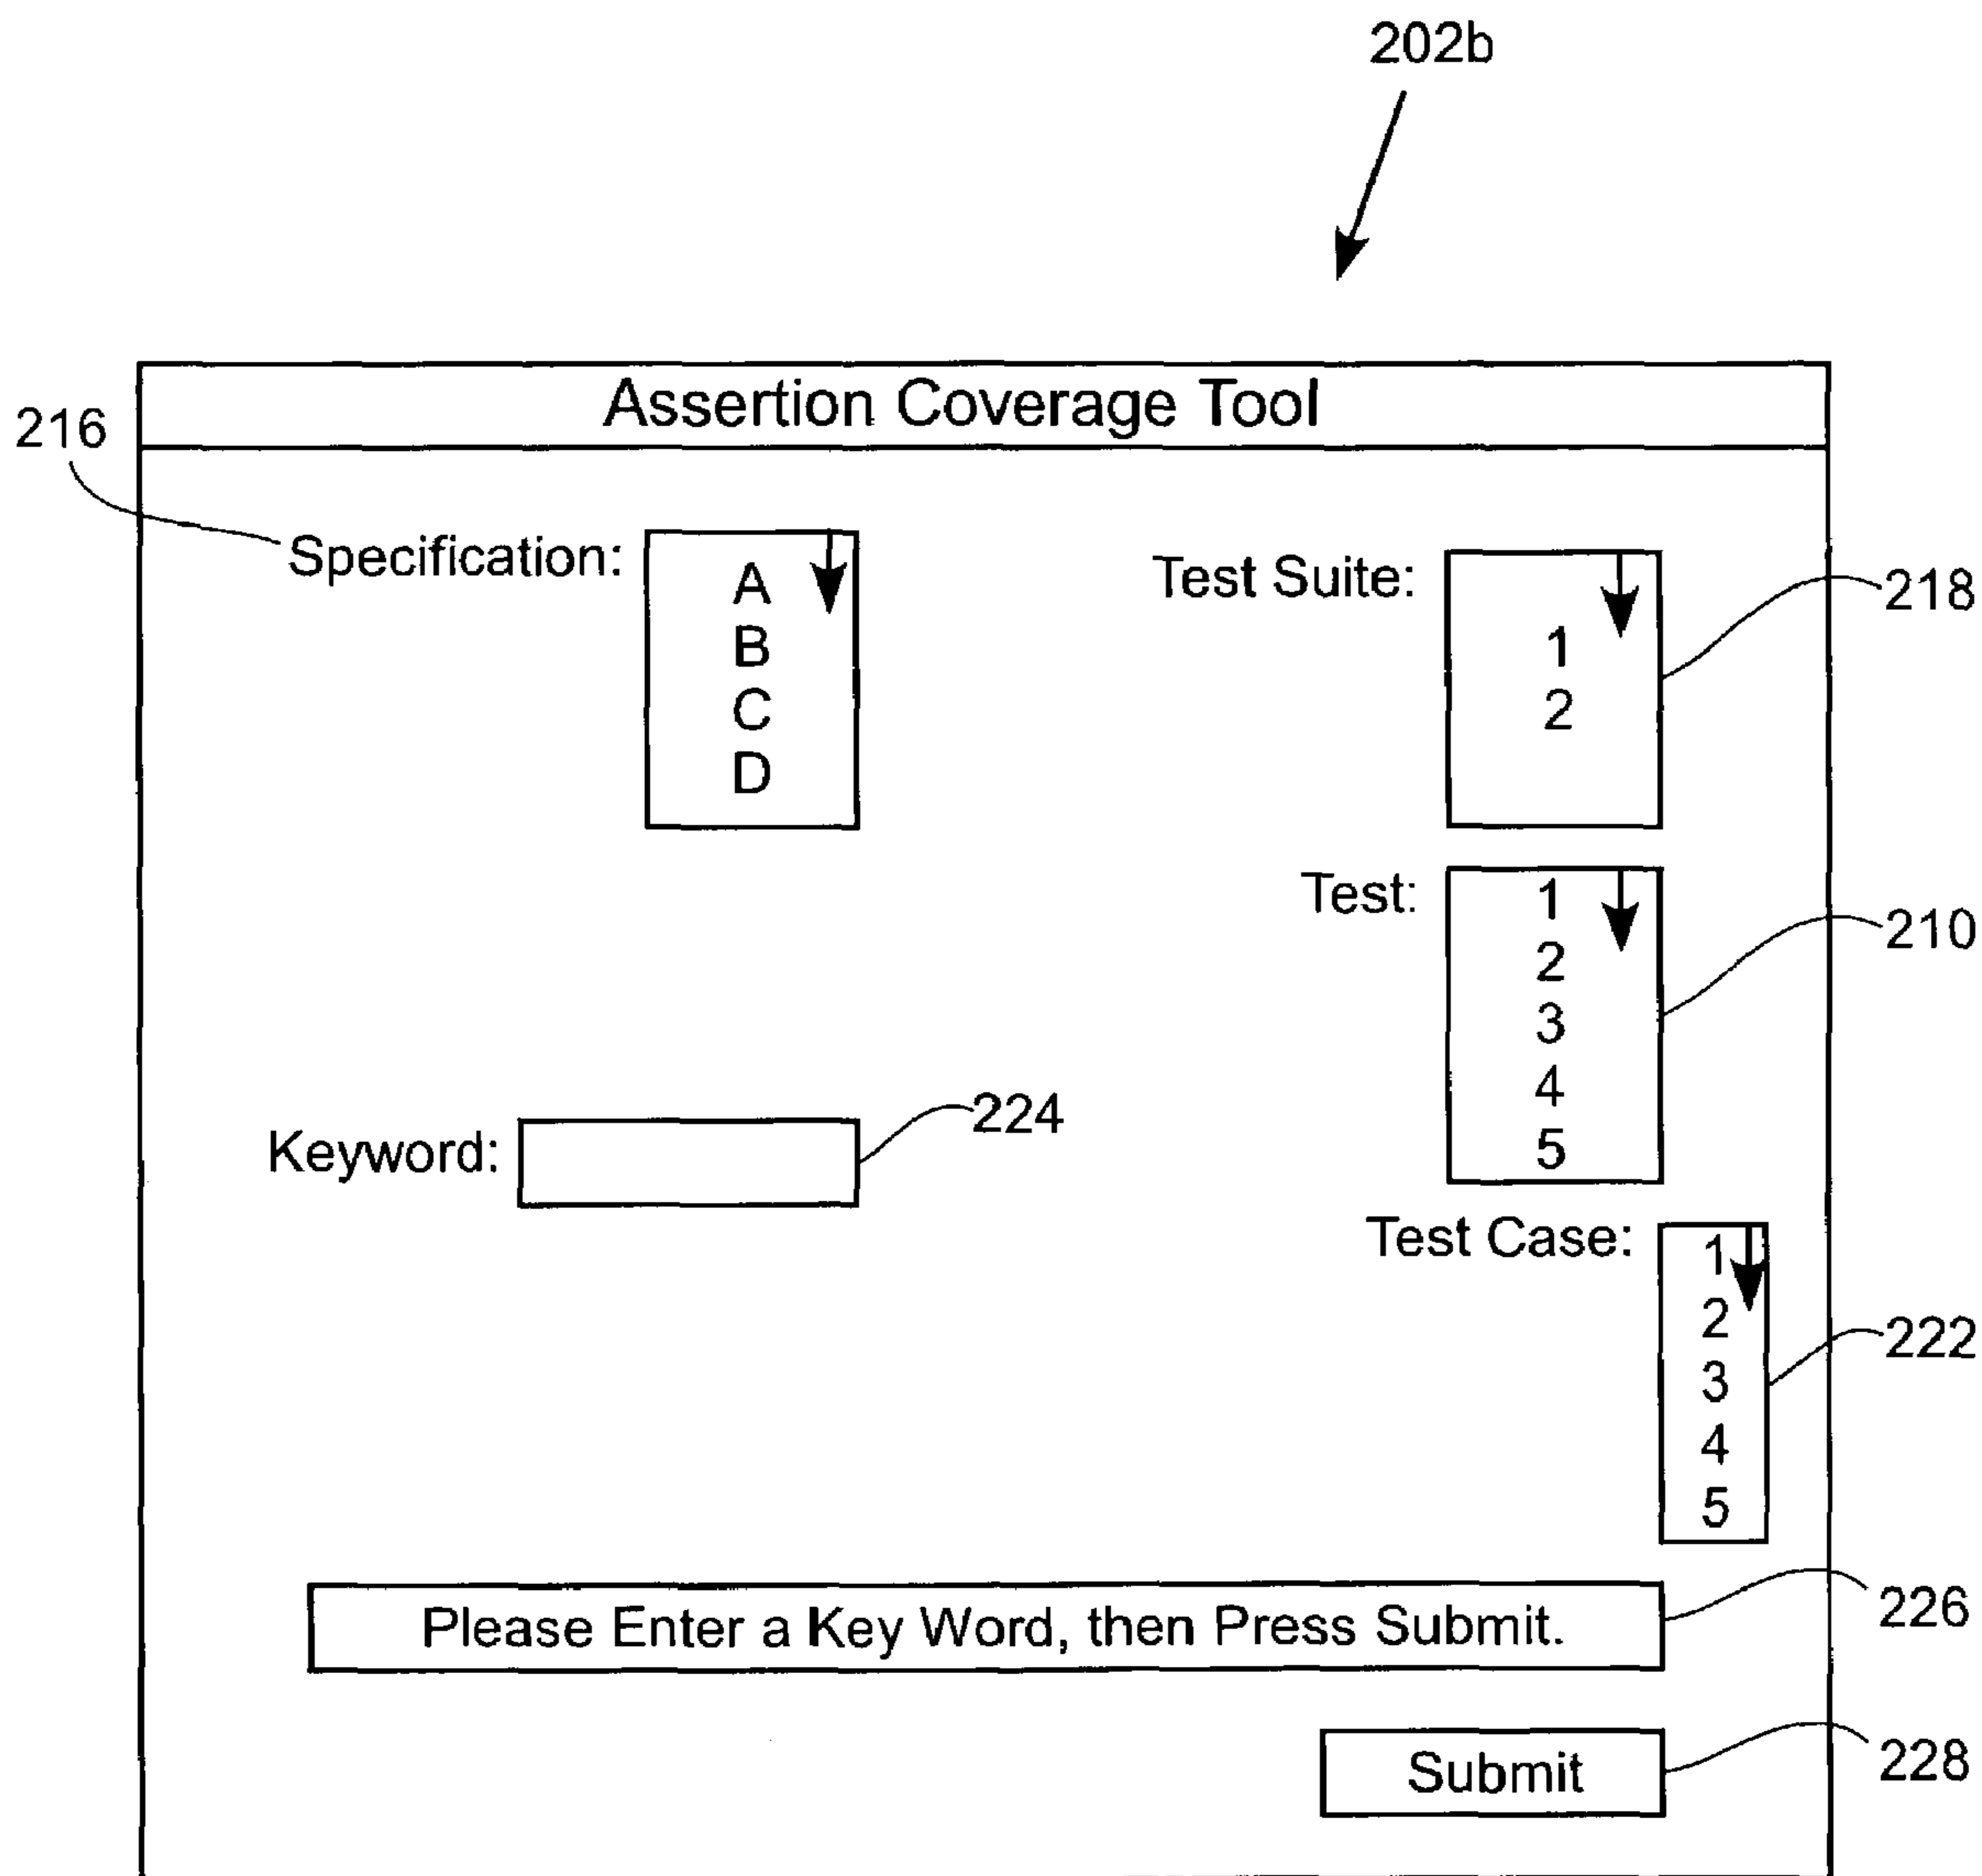 202b
Assertion Coverage Tool
216
Specification:
A
B
C
D
Test Suite:
1
2
218
Test:
1
2
3
4
5
210
Keyword:
224
Test Case:
1
2
3
4
5
222
Please Enter a Key Word, then Press Submit.
226
Submit
228